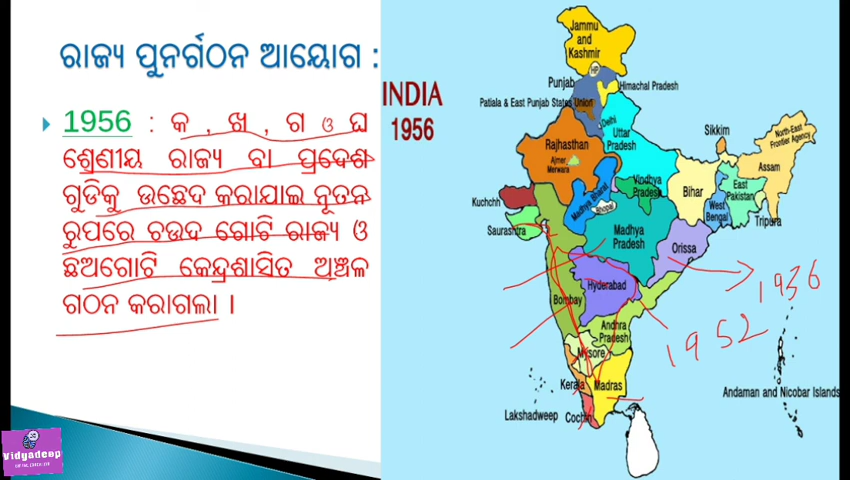 ରାଜ୍ୟ ପୁନର୍ଗଠନ ଆୟୋଗ :
1956 : କ , ଖ , ଗ ଓ ଘ
ଶ୍ରେଣୀୟ ରାଜ୍ୟ ବା ପ୍ରଦେଶ
ଗୁଡିକୁ ଉଛେଦ କରାଯାଇ ନୂତନ
ରୁପରେ ଚଉଦ ଗୋଟି ରାଜ୍ୟ ଓ
ଛଅଗୋଟି କେନ୍ଦ୍ରଶାସିତ ଅଞ୍ଚଳ
ଗଠନ କରାଗଲା ।
INDIA
1956
Jammu
and
Kashmir
HP
Punjab
Himachal Pradesh
Patiala & East Punjab States Union
Delhi
Uttar
Pradesh
Rajasthan
Ajmer
Merwara
Sikkim
North-East
Frontier Agency
Assam
Vindhya
Pradesh
Bihar
East
Pakistan
Madhya Bharat
Bhopal
West
Bengal
Tripura
Kuchchh
Saurashtra
Madhya
Pradesh
Orissa
Hyderabad
Bombay
1936
1952
Andhra
Pradesh
Mysore
Kerala
Madras
Andaman and Nicobar Islands
Lakshadweep
Cochin
Vidyadeep